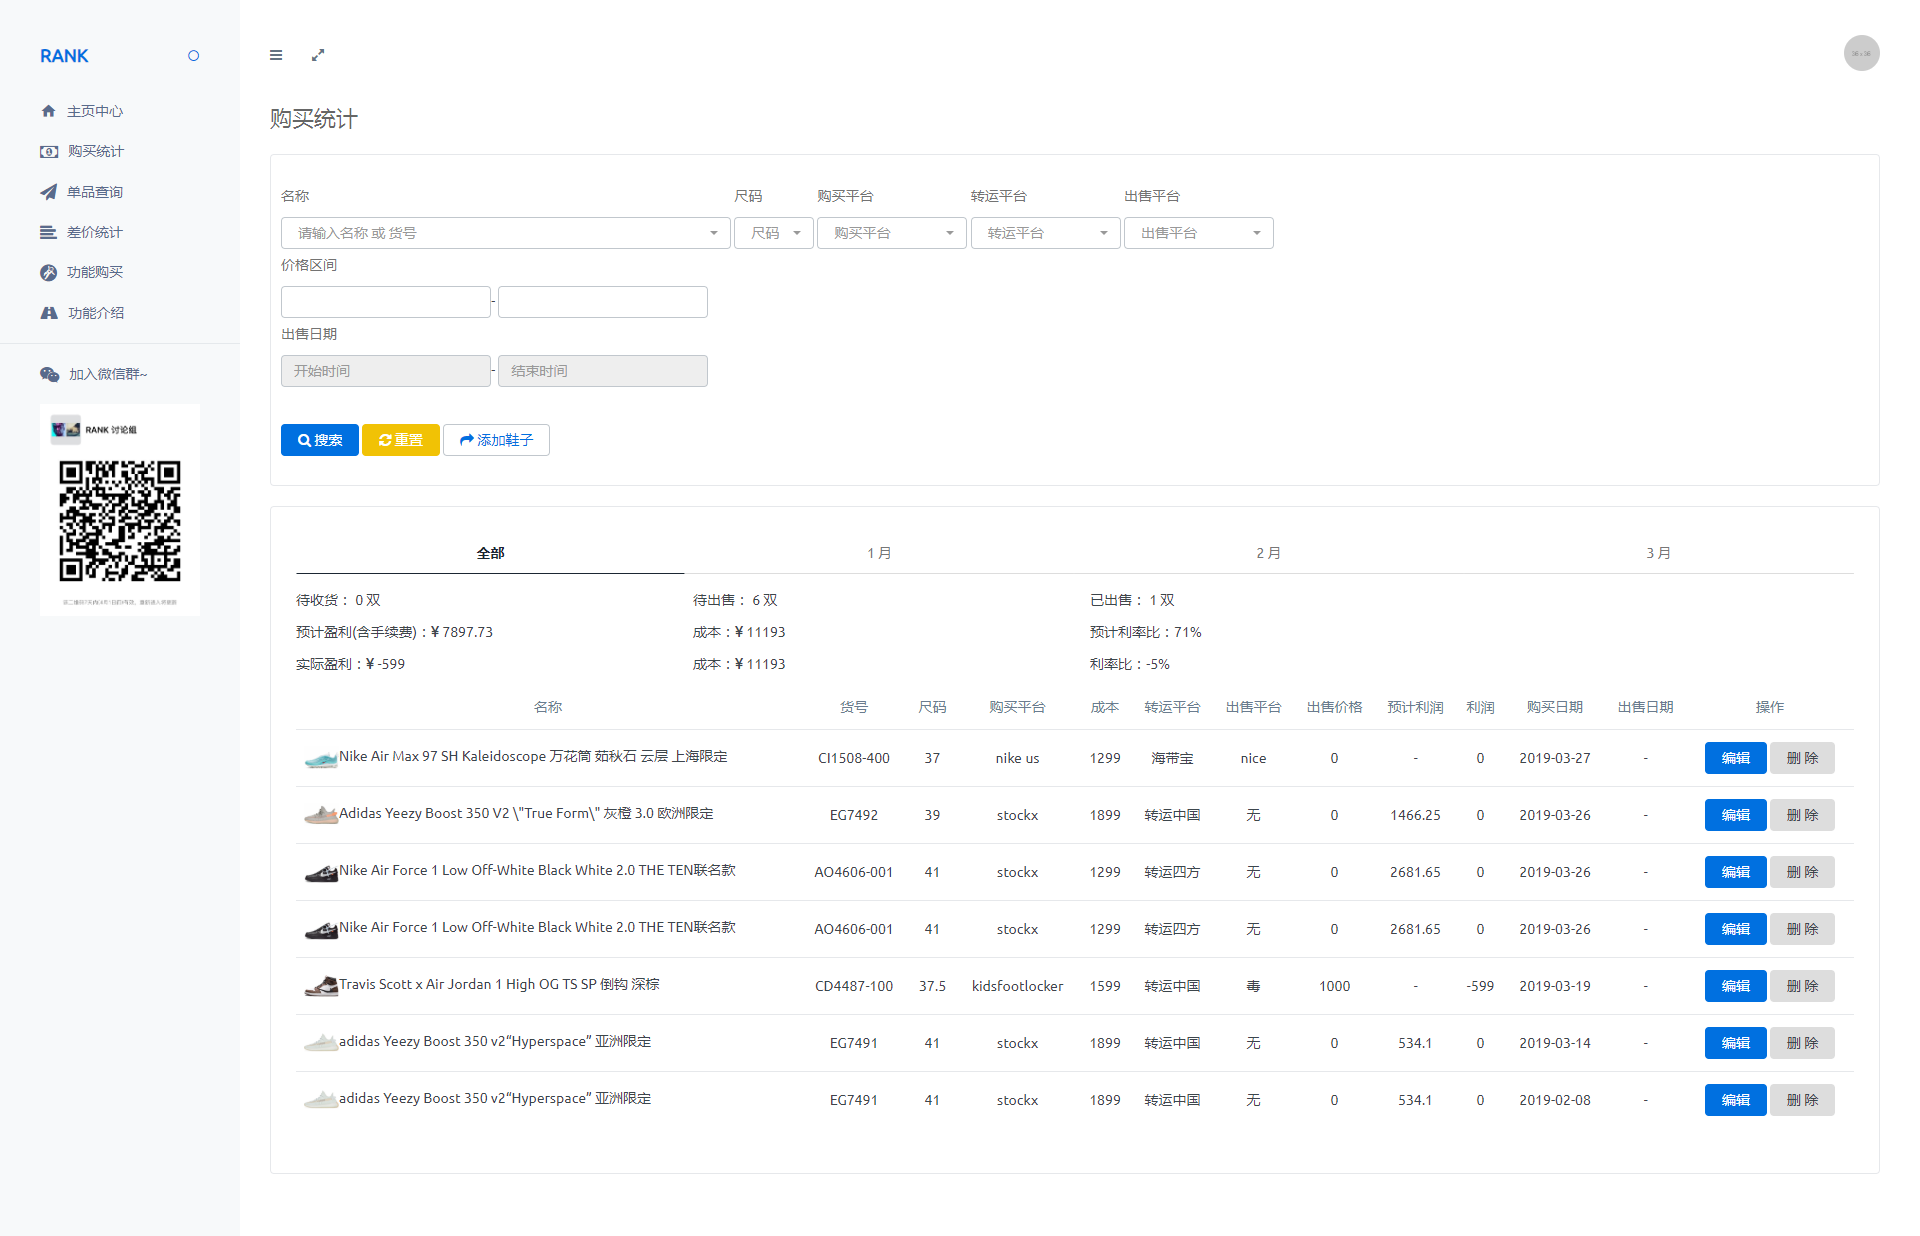 RANK
主页中心
购买统计
单品查询
差价统计
功能购买
功能介绍
加入微信群~
RANK 讨论组
购买统计
名称 尺码 购买平台 转运平台 出售平台
请输入名称 或 货号 尺码 购买平台 转运平台 出售平台
价格区间
-
出售日期
开始时间 - 结束时间
搜索 重置 添加鞋子
全部 1 月 2 月 3 月
待收货： 0 双 待出售： 6 双 已出售： 1 双
预计盈利(含手续费)：¥ 7897.73 成本：¥ 11193 预计利率比：71%
实际盈利：¥ -599 成本：¥ 11193 利率比：-5%
名称 货号 尺码 购买平台 成本 转运平台 出售平台 出售价格 预计利润 利润 购买日期 出售日期 操作
Nike Air Max 97 SH Kaleidoscope 万花筒 茹秋石 云层 上海限定 CI1508-400 37 nike us 1299 海带宝 nice 0 - 0 2019-03-27 - 编辑 删 除
Adidas Yeezy Boost 350 V2 \"True Form\" 灰橙 3.0 欧洲限定 EG7492 39 stockx 1899 转运中国 无 0 1466.25 0 2019-03-26 - 编辑 删 除
Nike Air Force 1 Low Off-White Black White 2.0 THE TEN联名款 AO4606-001 41 stockx 1299 转运四方 无 0 2681.65 0 2019-03-26 - 编辑 删 除
Nike Air Force 1 Low Off-White Black White 2.0 THE TEN联名款 AO4606-001 41 stockx 1299 转运四方 无 0 2681.65 0 2019-03-26 - 编辑 删 除
Travis Scott x Air Jordan 1 High OG TS SP 倒钩 深棕 CD4487-100 37.5 kidsfootlocker 1599 转运中国 毒 1000 - -599 2019-03-19 - 编辑 删 除
adidas Yeezy Boost 350 v2“Hyperspace” 亚洲限定 EG7491 41 stockx 1899 转运中国 无 0 534.1 0 2019-03-14 - 编辑 删 除
adidas Yeezy Boost 350 v2“Hyperspace” 亚洲限定 EG7491 41 stockx 1899 转运中国 无 0 534.1 0 2019-02-08 - 编辑 删 除